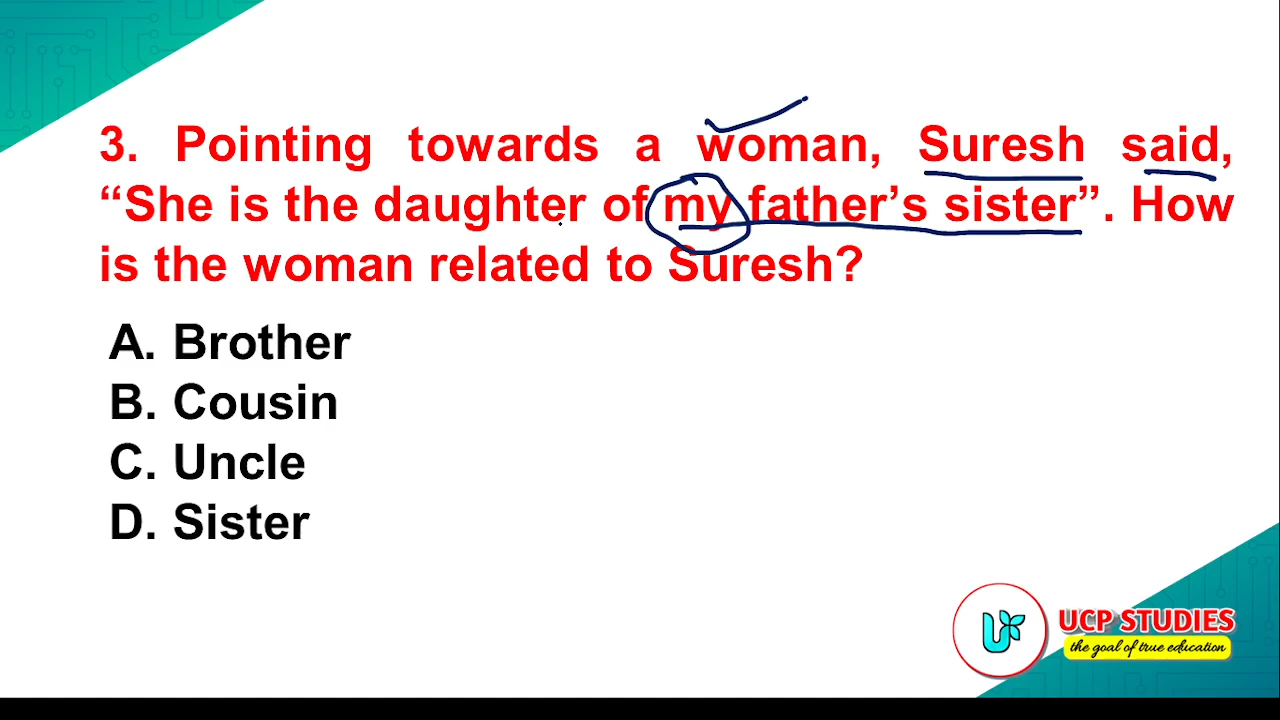 3. Pointing towards a woman, Suresh said,
“She is the daughter of my father’s sister”. How
is the woman related to Suresh?
A. Brother
B. Cousin
C. Uncle
D. Sister
UCP STUDIES
the goal of true education